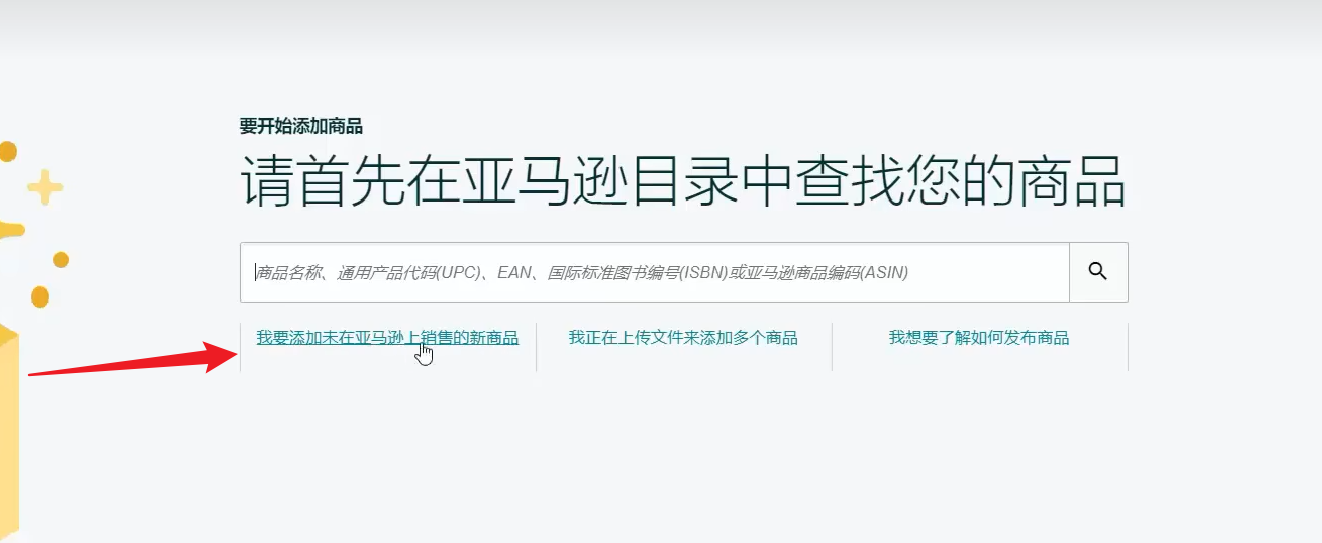 要开始添加商品
请首先在亚马逊目录中查找您的商品
商品名称、通用产品代码(UPC)、EAN、国际标准图书编号(ISBN)或亚马逊商品编码(ASIN)
我要添加未在亚马逊上销售的新商品
我正在上传文件来添加多个商品
我想要了解如何发布商品